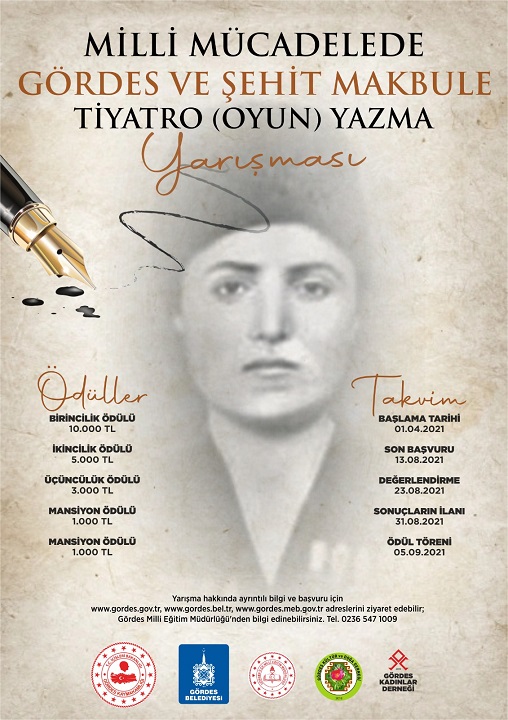 MİLLİ MÜCADELEDE
GÖRDES VE ŞEHİT MAKBULE
TİYATRO (OYUN) YAZMA
Yarışması
Ödüller
BİRİNCİLİK ÖDÜLÜ
10.000 TL
İKİNCİLİK ÖDÜLÜ
5.000 TL
ÜÇÜNCÜLÜK ÖDÜLÜ
3.000 TL
MANSİYON ÖDÜLÜ
1.000 TL
MANSİYON ÖDÜLÜ
1.000 TL
Takvim
BAŞLAMA TARİHİ
01.04.2021
SON BAŞVURU
13.08.2021
DEĞERLENDİRME
23.08.2021
SONUÇLARIN İLANI
31.08.2021
ÖDÜL TÖRENİ
05.09.2021
Yarışma hakkında ayrıntılı bilgi ve başvuru için
www.gordes.gov.tr, www.gordes.bel.tr, www.gordes.meb.gov.tr adreslerini ziyaret edebilir;
Gördes Milli Eğitim Müdürlüğü'nden bilgi edinebilirsiniz. Tel. 0236 547 1009
GÖRDES
BELEDİYESİ
GÖRDES
KADINLAR
DERNEĞİ